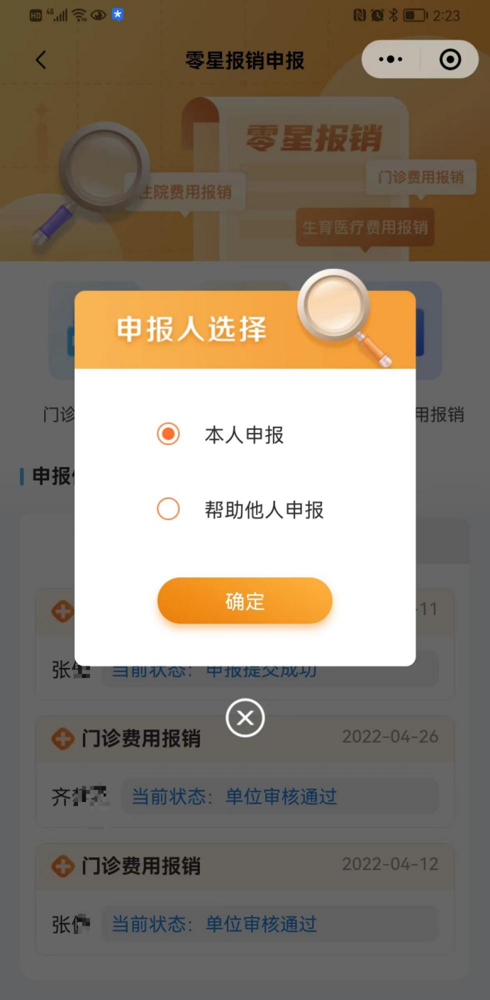 HD 4G 2:23
零星报销申报
零星报销
门诊费用报销
住院费用报销
生育医疗费用报销
申报人选择
门诊
用报销
本人申报
申报
帮助他人申报
确定
-11
张
当前状态：申报提交成功
门诊费用报销 2022-04-26
齐
当前状态：单位审核通过
门诊费用报销 2022-04-12
张
当前状态：单位审核通过